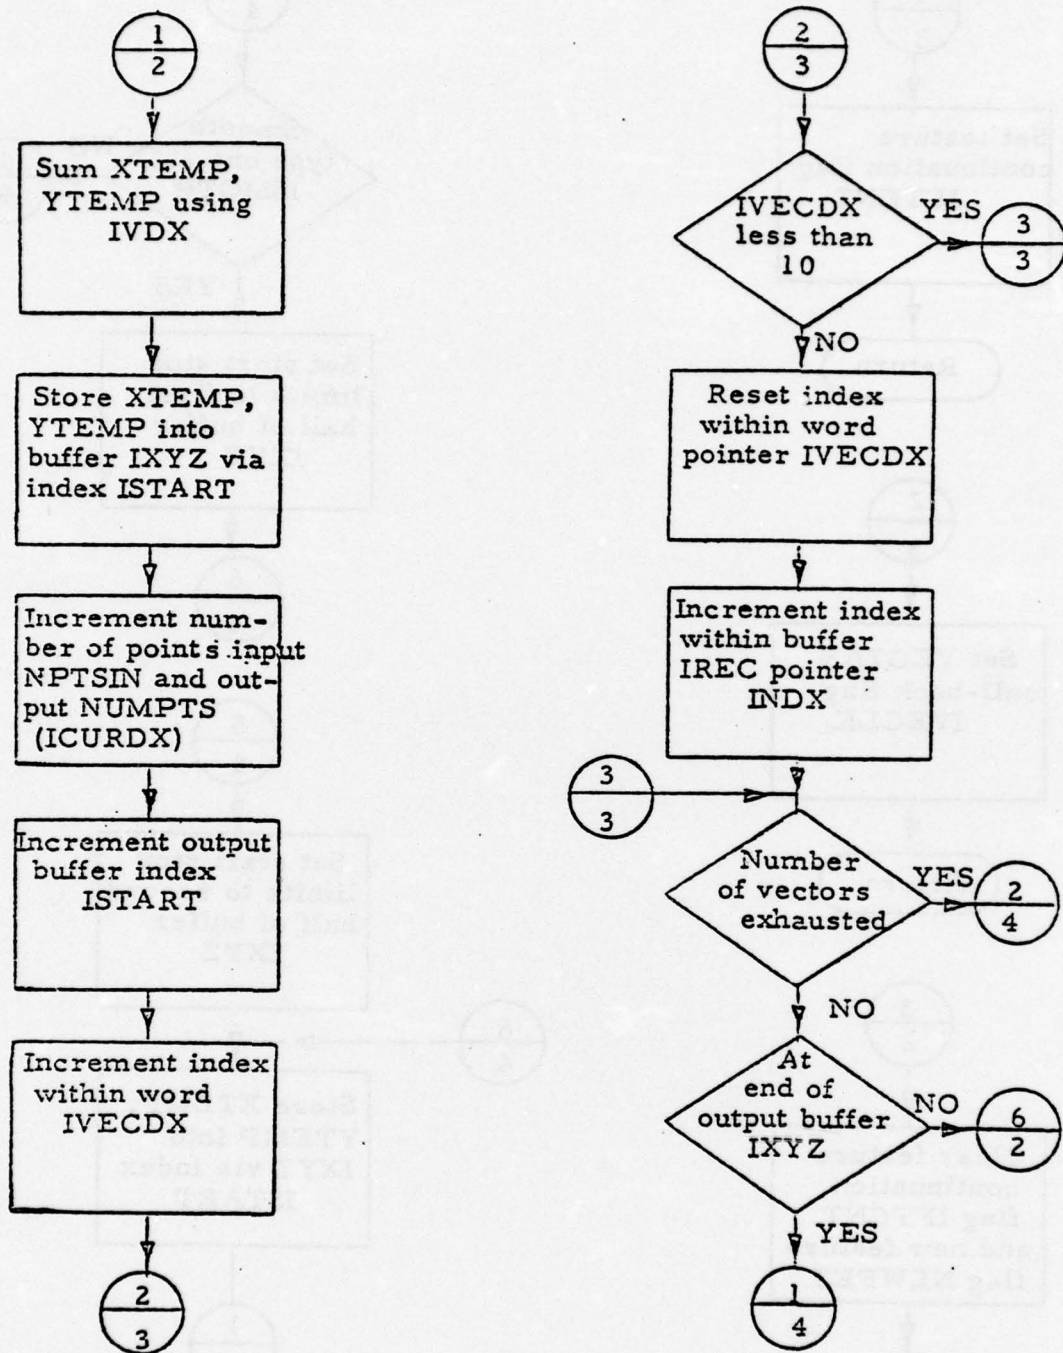 1
2
Sum XTEMP,
YTEMP using
IVDX
Store XTEMP,
YTEMP into
buffer IXYZ via
index ISTART
Increment num-
ber of points input
NPTSIN and out-
put NUMPTS
(ICURDX)
Increment output
buffer index
ISTART
Increment index
within word
IVECDX
2
3
2
3
IVECDX
less than
10
YES
3
3
NO
Reset index
within word
pointer IVECDX
Increment index
within buffer
IREC pointer
INDX
3
3
Number
of vectors
exhausted
YES
2
4
NO
At
end of
output buffer
IXYZ
NO
6
2
YES
1
4